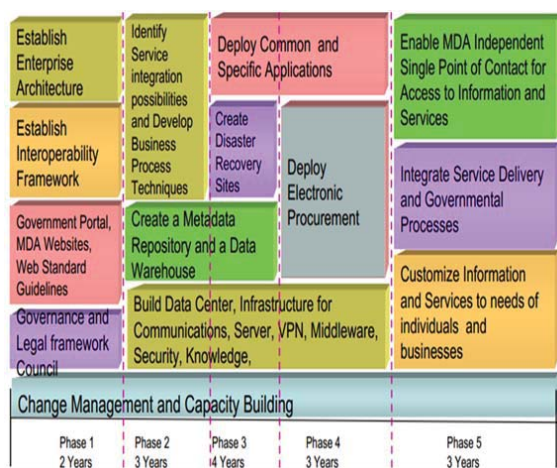 Establish
Enterprise
Architecture
Identify
Service
integration
possibilities
and Develop
Business
Process
Techniques
Deploy Common and
Specific Applications
Enable MDA Independent
Single Point of Contact for
Access to Information and
Services
Establish
Interoperability
Framework
Create
Disaster
Recovery
Sites
Deploy
Electronic
Procurement
Integrate Service Delivery
and Governmental
Processes
Government Portal,
MDA Websites,
Web Standard
Guidelines
Create a Metadata
Repository and a Data
Warehouse
Customize Information
and Services to needs of
individuals and
businesses
Governance and
Legal framework
Council
Build Data Center, Infrastructure for
Communications, Server, VPN, Middleware,
Security, Knowledge,
Change Management and Capacity Building
Phase 1
2 Years
Phase 2
3 Years
Phase 3
4 Years
Phase 4
3 Years
Phase 5
3 Years